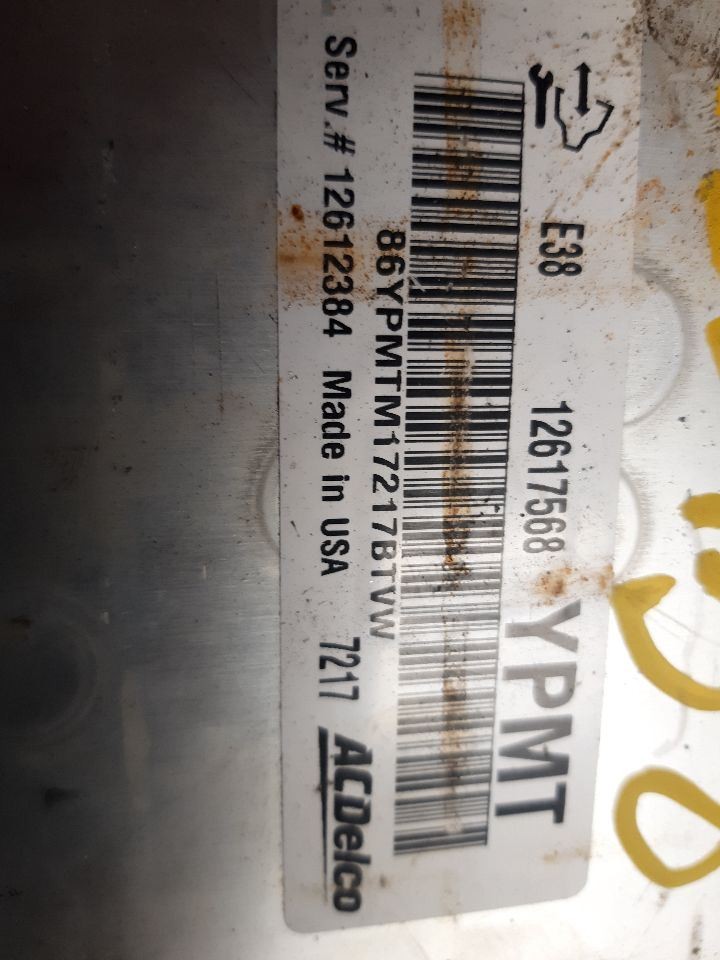 E38 12617568 YPMT
86YPMTM17217BTVW
Serv.# 12612384 Made in USA 7217 ACDelco